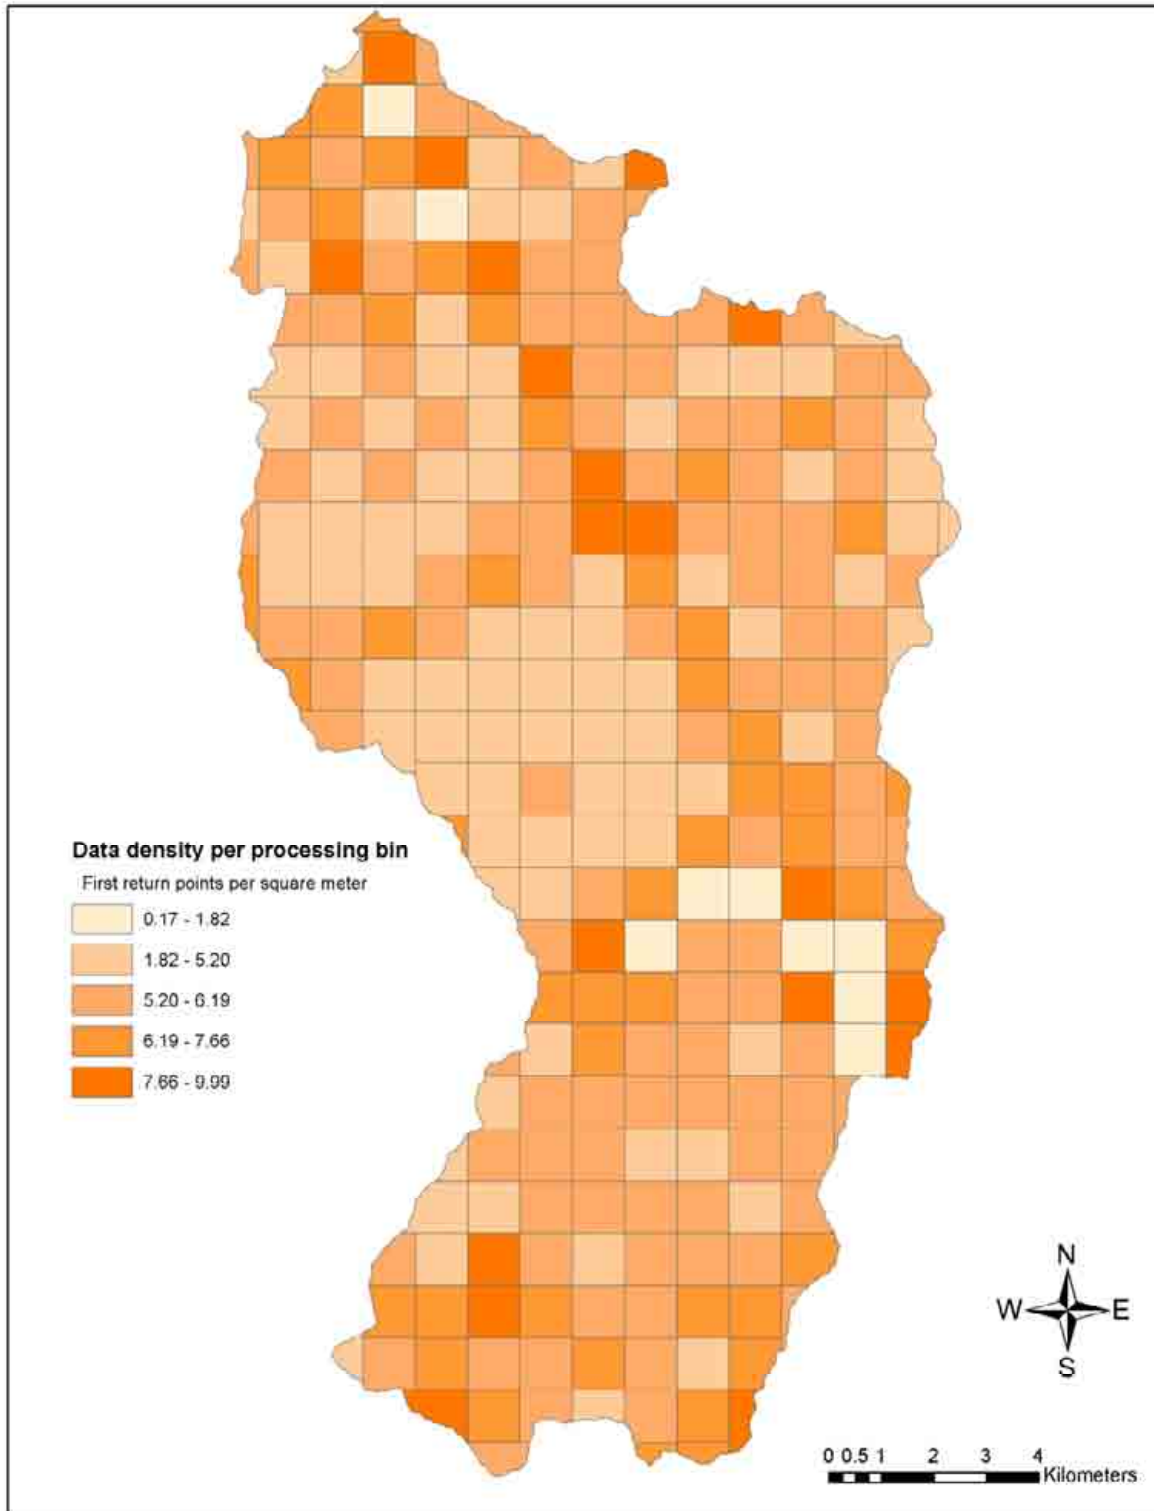 Data density per processing bin
First return points per square meter
0.17 - 1.82
1.82 - 5.20
5.20 - 6.19
6.19 - 7.66
7.66 - 9.99
N
W E
S
0 0.5 1 2 3 4
Kilometers